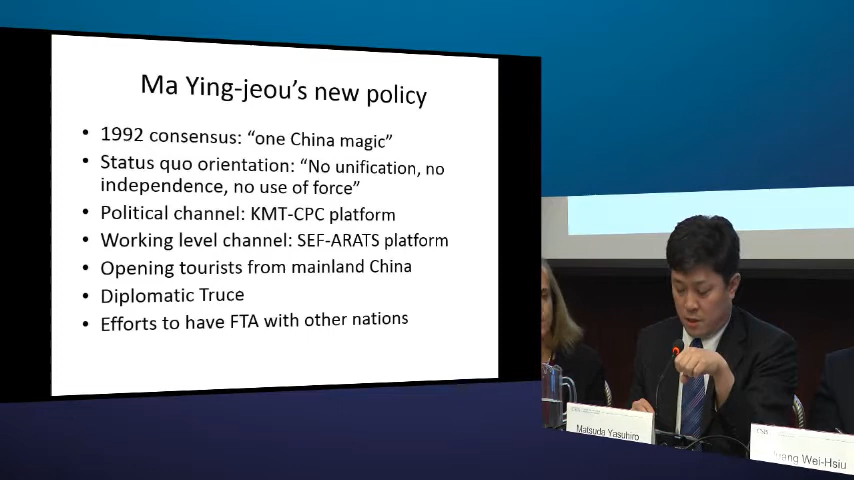 Ma Ying-jeou's new policy
• 1992 consensus: "one China magic"
• Status quo orientation: "No unification, no
independence, no use of force"
• Political channel: KMT-CPC platform
• Working level channel: SEF-ARATS platform
• Opening tourists from mainland China
• Diplomatic Truce
• Efforts to have FTA with other nations
Matsuda Yasuhiro
Wei-Hsiu